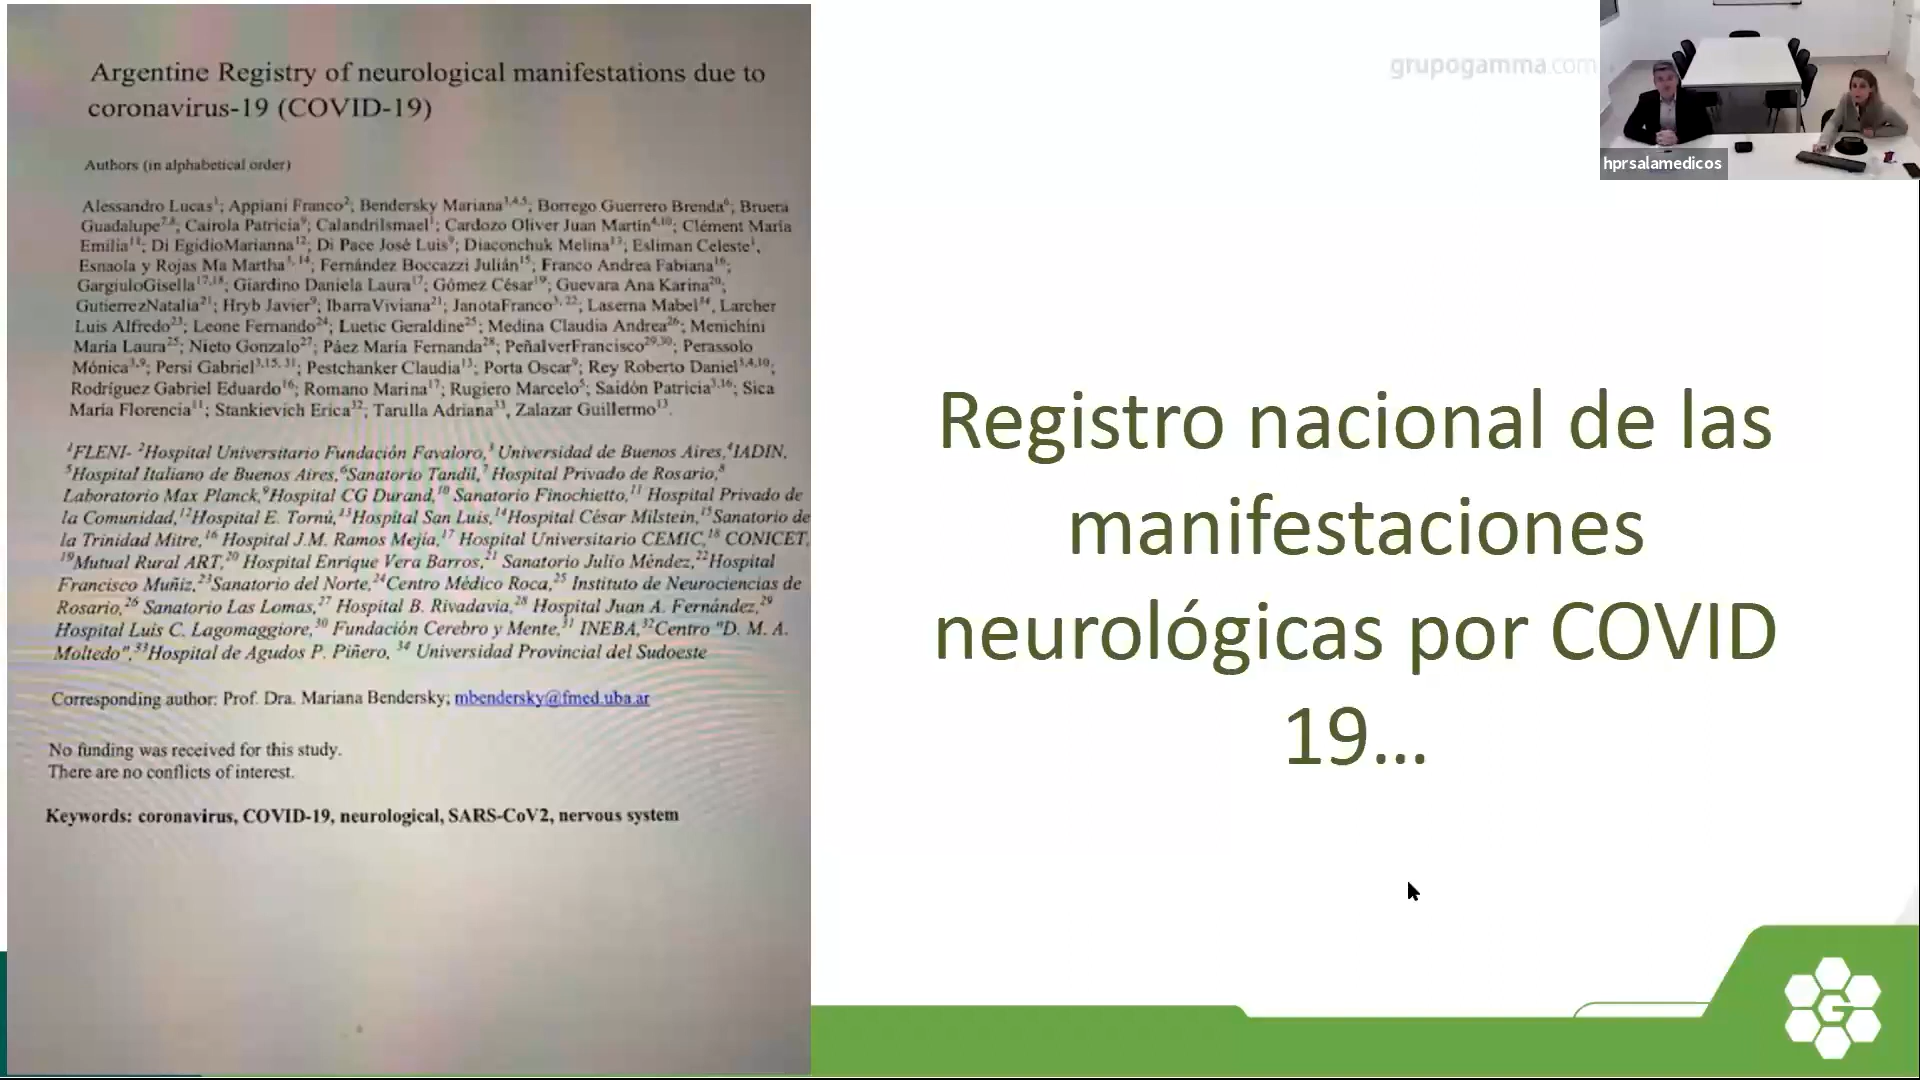 Argentine Registry of neurological manifestations due to
coronavirus-19 (COVID-19)
Authors (in alphabetical order)
Alessandro Lucas¹; Appiani Franco²; Bendersky Mariana³,⁴,⁵; Borrego Guerrero Brenda⁶; Bruera
Guadalupe⁷,⁸; Cairola Patricia⁹; CalandriIsmael¹; Cardozo Oliver Juan Martín⁴,¹⁰; Clément María
Emilia¹¹; Di EgidioMarianna¹²; Di Pace José Luis⁹; Diaconchuk Melina¹³; Esliman Celeste¹,
Esnaola y Rojas Ma Martha³, ¹⁴; Fernández Boccazzi Julián¹⁵; Franco Andrea Fabiana¹⁶;
GargiuloGisella¹⁷,¹⁸; Giardino Daniela Laura¹⁷; Gómez César¹⁹; Guevara Ana Karina²⁰;
GutierrezNatalia²¹; Hryb Javier⁹; IbarraViviana²¹; JanotaFranco³, ²²; Laserna Mabel¹⁴, Larcher
Luis Alfredo²³; Leone Fernando²⁴; Luetic Geraldine²⁵; Medina Claudia Andrea²⁶; Menichini
María Laura²⁵; Nieto Gonzalo²⁷; Páez María Fernanda²⁸; PeñalverFrancisco²⁹,³⁰; Perassolo
Mónica³,⁹; Persi Gabriel³,¹⁵, ³¹; Pestchanker Claudia¹³; Porta Oscar⁹; Rey Roberto Daniel³,⁴,¹⁰;
Rodríguez Gabriel Eduardo¹⁶; Romano Marina¹⁷; Rugiero Marcelo⁵; Saidón Patricia³,¹⁶; Sica
María Florencia¹¹; Stankievich Erica³²; Tarulla Adriana³³, Zalazar Guillermo¹³.
¹FLENI- ²Hospital Universitario Fundación Favaloro,³ Universidad de Buenos Aires,⁴IADIN,
⁵Hospital Italiano de Buenos Aires,⁶Sanatorio Tandil,⁷ Hospital Privado de Rosario,⁸
Laboratorio Max Planck,⁹Hospital CG Durand,¹⁰ Sanatorio Finochietto,¹¹ Hospital Privado de
la Comunidad,¹²Hospital E. Tornú,¹³Hospital San Luis,¹⁴Hospital César Milstein,¹⁵Sanatorio de
la Trinidad Mitre,¹⁶ Hospital J.M. Ramos Mejía,¹⁷ Hospital Universitario CEMIC,¹⁸ CONICET,
¹⁹Mutual Rural ART,²⁰ Hospital Enrique Vera Barros,²¹ Sanatorio Julio Méndez,²²Hospital
Francisco Muñiz,²³Sanatorio del Norte,²⁴Centro Médico Roca,²⁵ Instituto de Neurociencias de
Rosario,²⁶ Sanatorio Las Lomas,²⁷ Hospital B. Rivadavia,²⁸ Hospital Juan A. Fernández,²⁹
Hospital Luis C. Lagomaggiore,³⁰ Fundación Cerebro y Mente,³¹ INEBA,³²Centro "D. M. A.
Moltedo",³³Hospital de Agudos P. Piñero, ³⁴ Universidad Provincial del Sudoeste
Corresponding author: Prof. Dra. Mariana Bendersky; mbendersky@fmed.uba.ar
No funding was received for this study.
There are no conflicts of interest.
Keywords: coronavirus, COVID-19, neurological, SARS-CoV2, nervous system
grupogamma.com
hprsalamedicos
Registro nacional de las
manifestaciones
neurológicas por COVID
19...
G